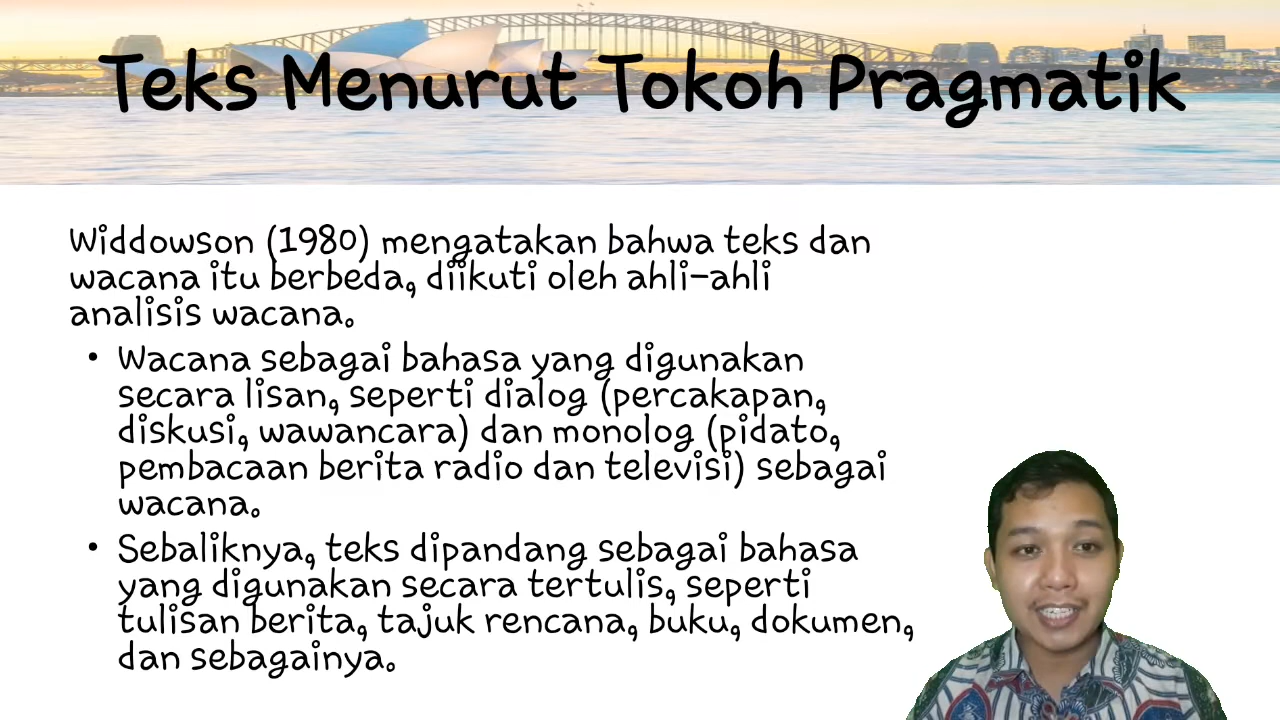 Teks Menurut Tokoh Pragmatik
Widdowson (1980) mengatakan bahwa teks dan
wacana itu berbeda, diikuti oleh ahli-ahli
analisis wacana.
• Wacana sebagai bahasa yang digunakan
secara lisan, seperti dialog (percakapan,
diskusi, wawancara) dan monolog (pidato,
pembacaan berita radio dan televisi) sebagai
wacana.
• Sebaliknya, teks dipandang sebagai bahasa
yang digunakan secara tertulis, seperti
tulisan berita, tajuk rencana, buku, dokumen,
dan sebagainya.